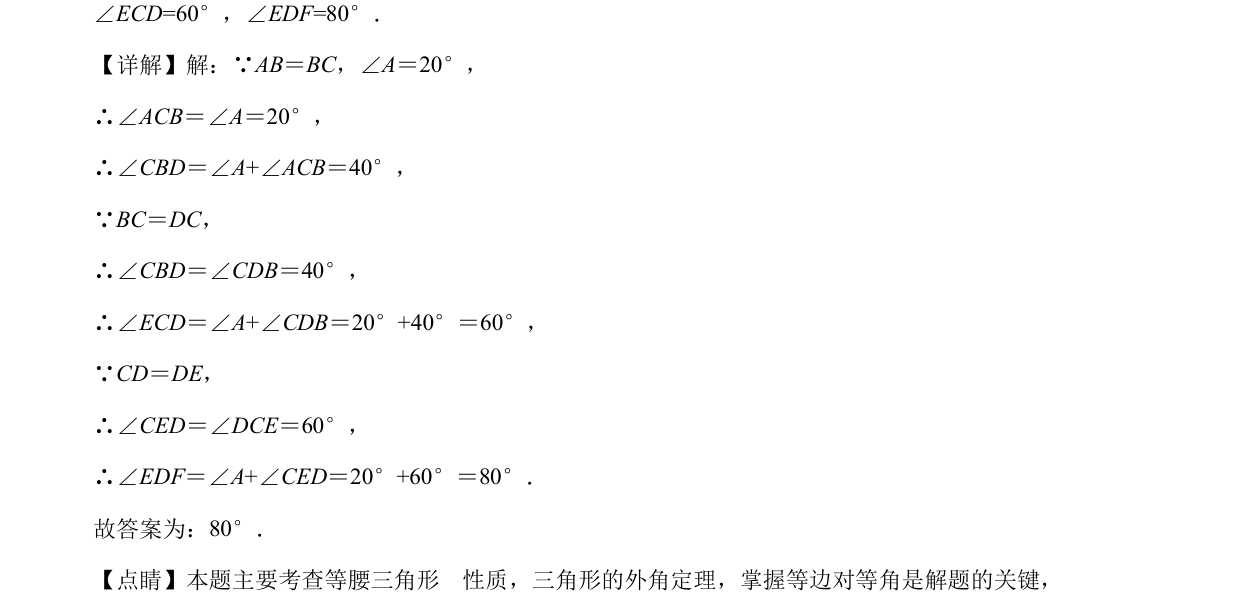 ∠ECD=60°，∠EDF=80°．
【详解】解：∵AB＝BC，∠A＝20°，
∴∠ACB＝∠A＝20°，
∴∠CBD＝∠A+∠ACB＝40°，
∵BC＝DC，
∴∠CBD＝∠CDB＝40°，
∴∠ECD＝∠A+∠CDB＝20°+40°＝60°，
∵CD＝DE，
∴∠CED＝∠DCE＝60°，
∴∠EDF＝∠A+∠CED＝20°+60°＝80°．
故答案为：80°．
【点睛】本题主要考查等腰三角形 性质，三角形的外角定理，掌握等边对等角是解题的关键，